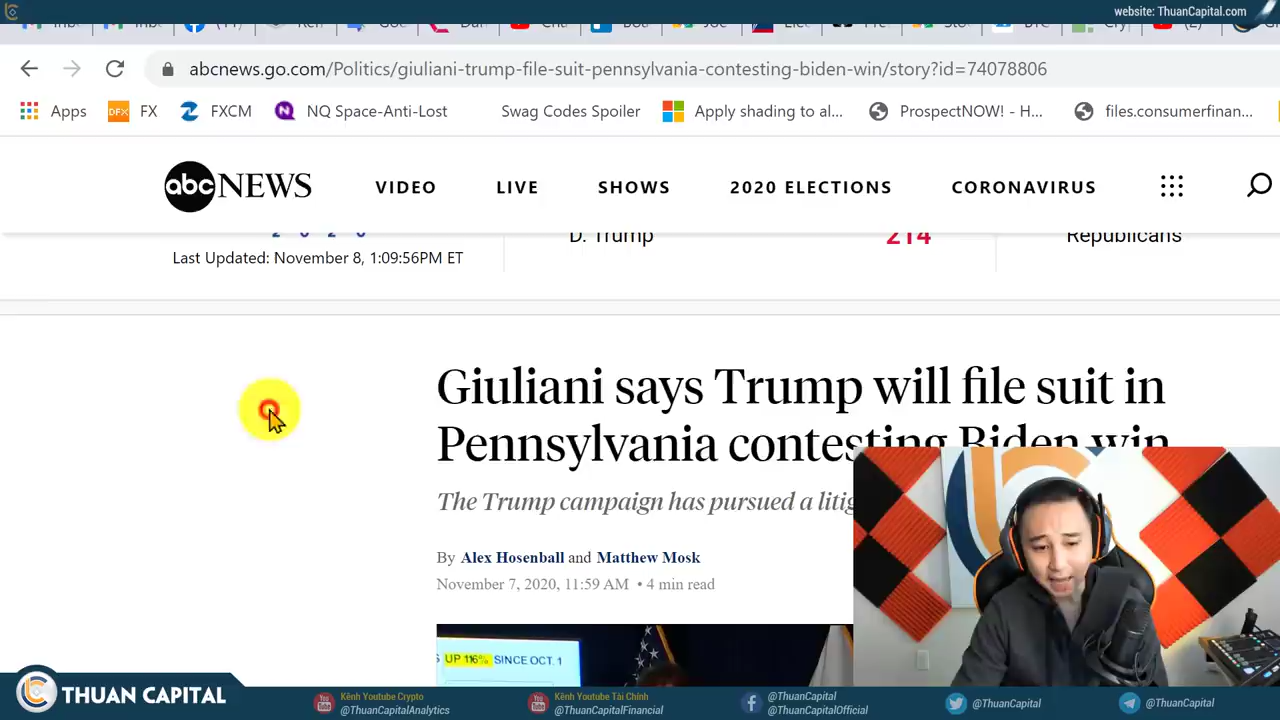 website: ThuanCapital.com
abcnews.go.com/Politics/giuliani-trump-file-suit-pennsylvania-contesting-biden-win/story?id=74078806
Apps DFX FX FXCM NQ Space-Anti-Lost Swag Codes Spoiler Apply shading to al... ProspectNOW! - H... files.consumerfinan...
abc NEWS VIDEO LIVE SHOWS 2020 ELECTIONS CORONAVIRUS
2020 D. Trump 214 Republicans
Last Updated: November 8, 1:09:56PM ET
Giuliani says Trump will file suit in
Pennsylvania contesting Biden win
The Trump campaign has pursued a
By Alex Hosenball and Matthew Mosk
November 7, 2020, 11:59 AM • 4 min read
UP 116% SINCE OCT. 1
THUAN CAPITAL
Kênh Youtube Crypto
@ThuanCapitalAnalytics
Kênh Youtube Tài Chính
@ThuanCapitalFinancial
@ThuanCapital
@ThuanCapitalOfficial
@ThuanCapital
@ThuanCapital